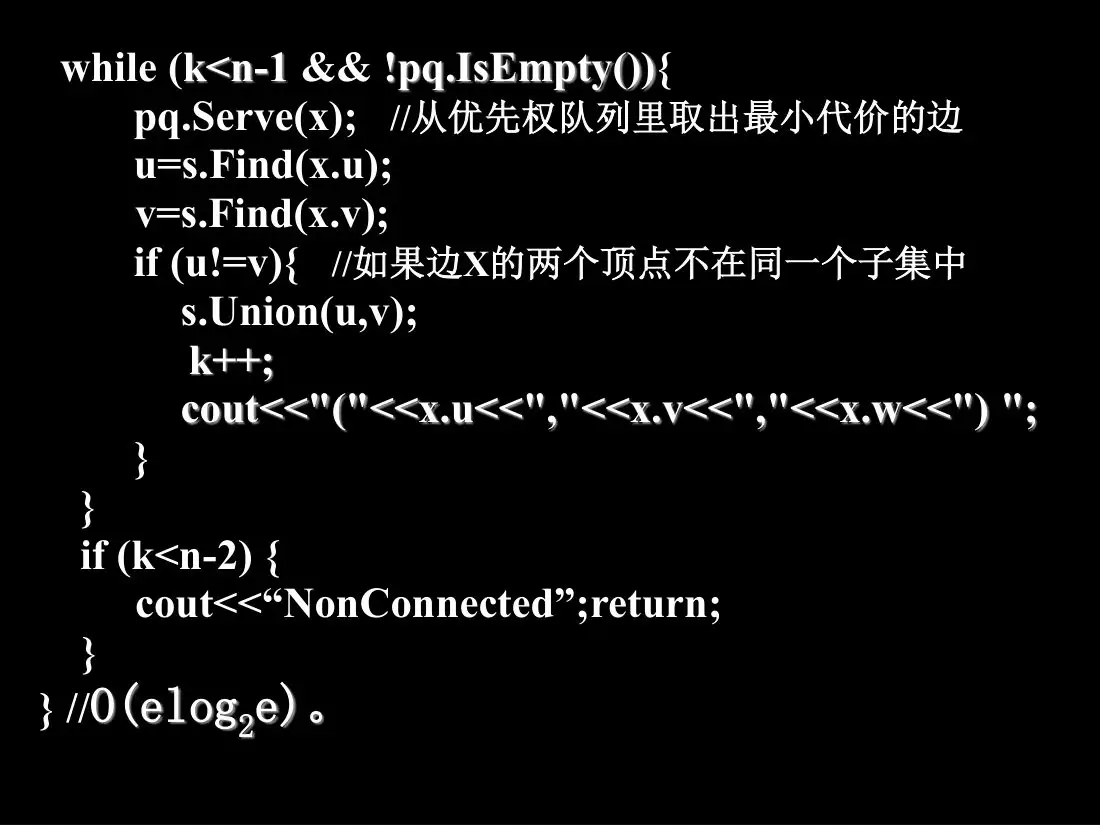 while (k<n-1 && !pq.IsEmpty()){
pq.Serve(x); //从优先权队列里取出最小代价的边
u=s.Find(x.u);
v=s.Find(x.v);
if (u!=v){ //如果边X的两个顶点不在同一个子集中
s.Union(u,v);
k++;
cout<<"("<<x.u<<","<<x.v<<","<<x.w<<") ";
}
}
if (k<n-2) {
cout<<“NonConnected”;return;
}
} //O(elog₂e)。